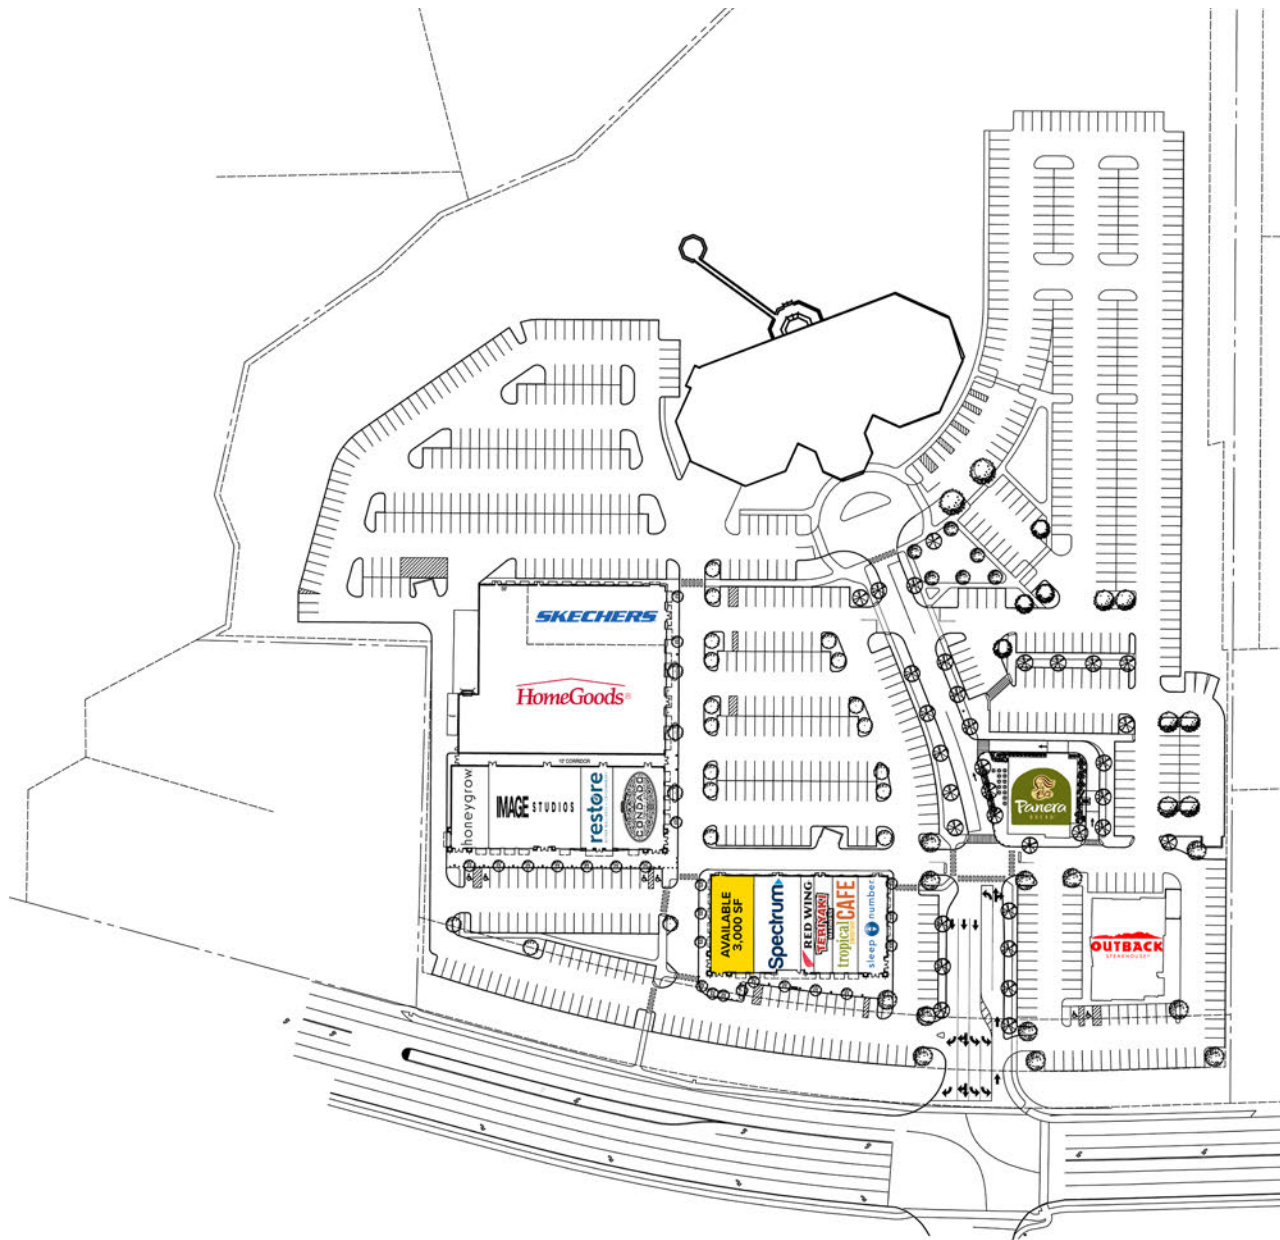 SKECHERS
HomeGoods®
10' CORRIDOR
honeygrow
IMAGE STUDIOS
restore
CONDADO
Panera
BREAD
AVAILABLE
3,000 SF
Spectrum
RED WING
TERIYAKI
tropical CAFE
sleep number
OUTBACK
STEAKHOUSE®